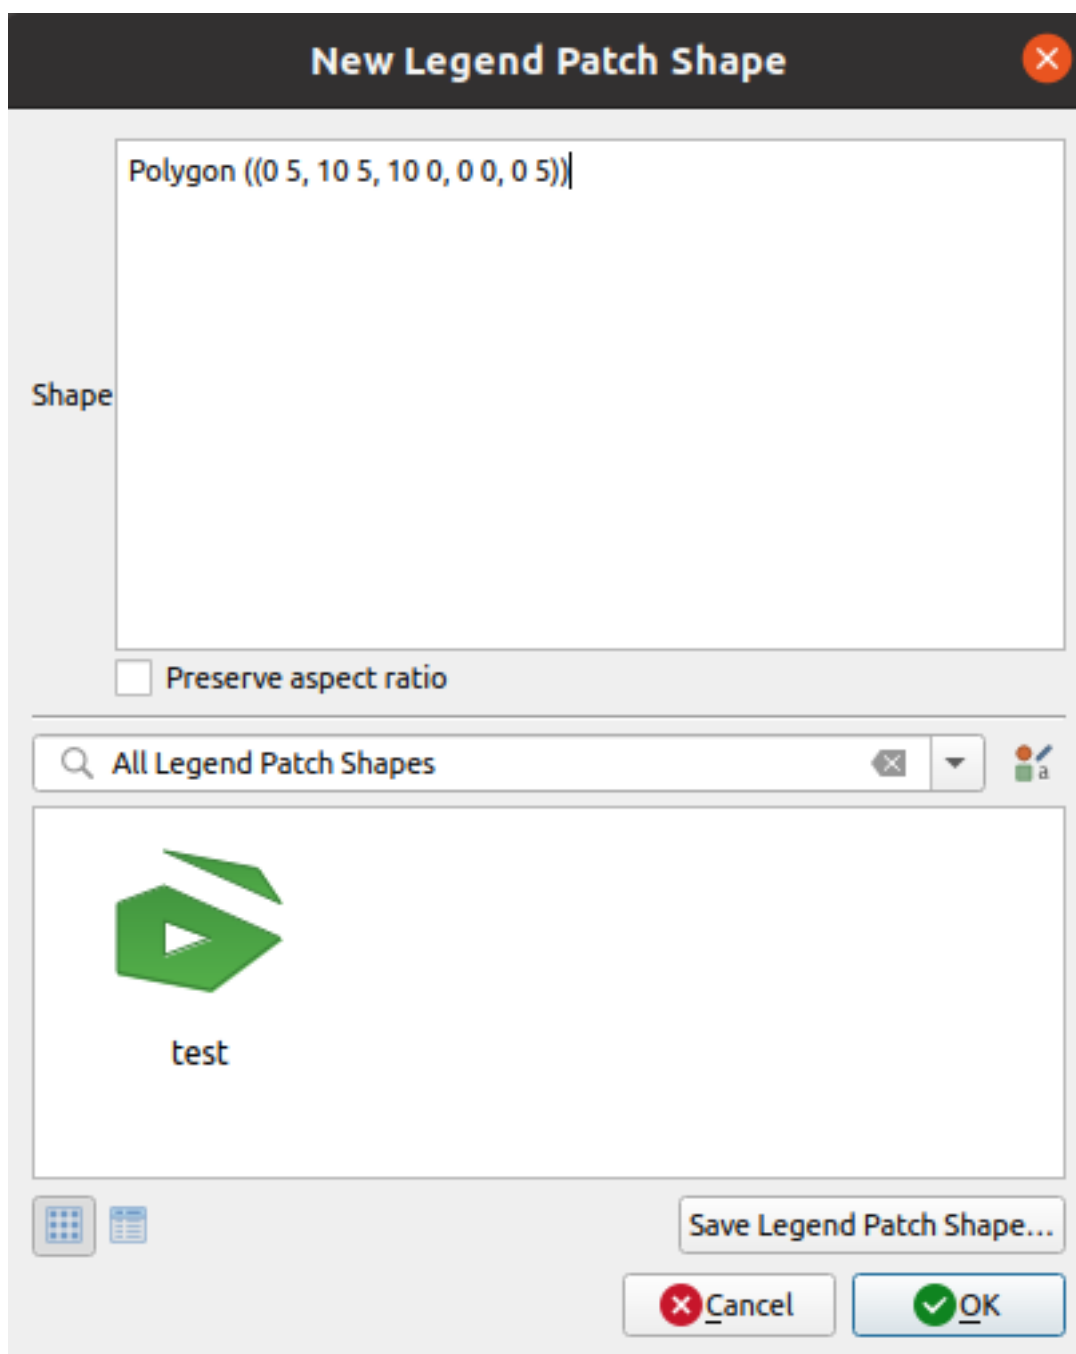 New Legend Patch Shape
Polygon ((0 5, 10 5, 10 0, 0 0, 0 5))
Shape
Preserve aspect ratio
All Legend Patch Shapes
a
test
Save Legend Patch Shape...
Cancel
OK